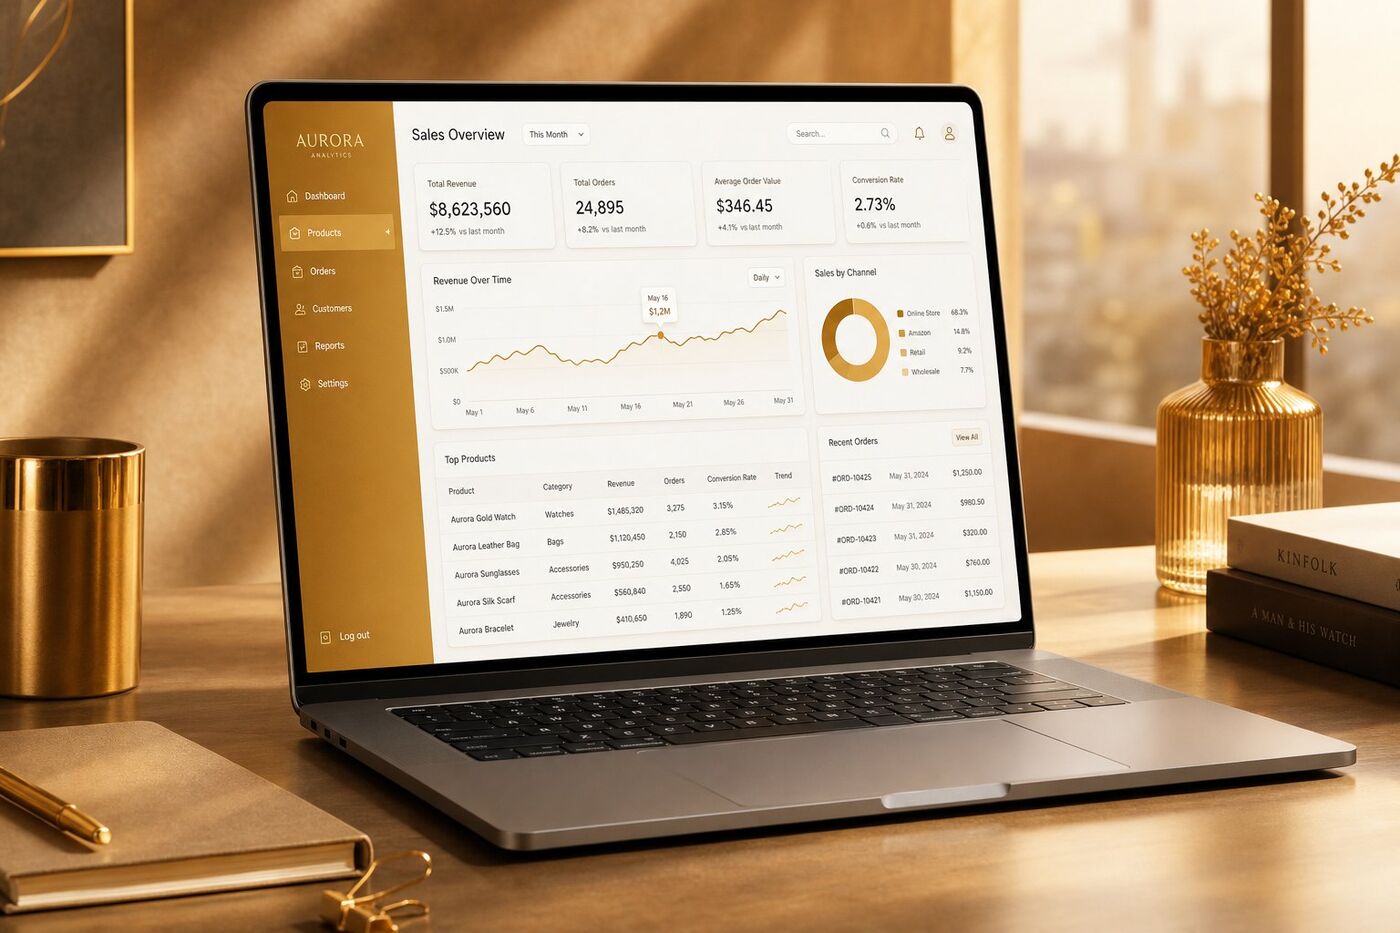 AURORA
ANALYTICS
Dashboard
Products
Orders
Customers
Reports
Settings
Log out
Sales Overview
This Month
Search...
Total Revenue
$8,623,560
+12.5% vs last month
Total Orders
24,895
+8.2% vs last month
Average Order Value
$346.45
+4.1% vs last month
Conversion Rate
2.73%
+0.6% vs last month
Revenue Over Time
Daily
$1.5M
$1.0M
$500K
$0
May 16
$1,2M
May 1 May 6 May 11 May 16 May 21 May 26 May 31
Sales by Channel
Online Store 68.3%
Amazon 14.8%
Retail 9.2%
Wholesale 7.7%
Top Products
Product Category Revenue Orders Conversion Rate Trend
Aurora Gold Watch Watches $1,485,320 3,275 3.15%
Aurora Leather Bag Bags $1,120,450 2,150 2.85%
Aurora Sunglasses Accessories $950,250 4,025 2.05%
Aurora Silk Scarf Accessories $560,840 2,550 1.65%
Aurora Bracelet Jewelry $410,650 1,890 1.25%
Recent Orders
View All
#ORD-10425 May 31, 2024 $1,250.00
#ORD-10424 May 31, 2024 $980.50
#ORD-10423 May 31, 2024 $320.00
#ORD-10422 May 30, 2024 $760.00
#ORD-10421 May 30, 2024 $1,150.00
KINFOLK
A MAN & HIS WATCH